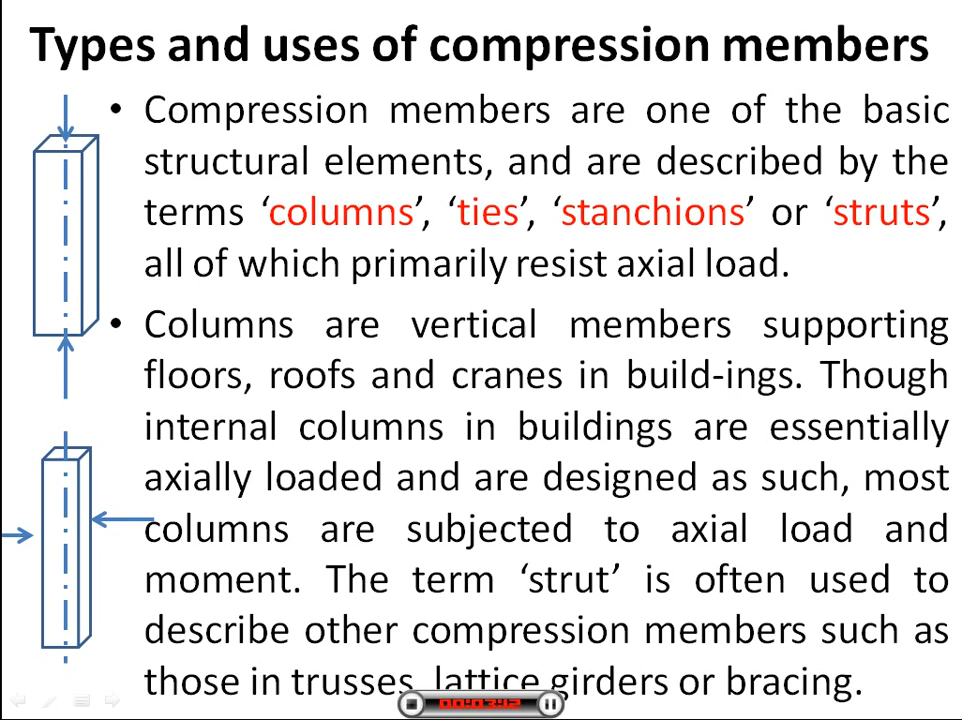 Types and uses of compression members
• Compression members are one of the basic
structural elements, and are described by the
terms ‘columns’, ‘ties’, ‘stanchions’ or ‘struts’,
all of which primarily resist axial load.
• Columns are vertical members supporting
floors, roofs and cranes in build-ings. Though
internal columns in buildings are essentially
axially loaded and are designed as such, most
columns are subjected to axial load and
moment. The term ‘strut’ is often used to
describe other compression members such as
those in trusses, lattice girders or bracing.